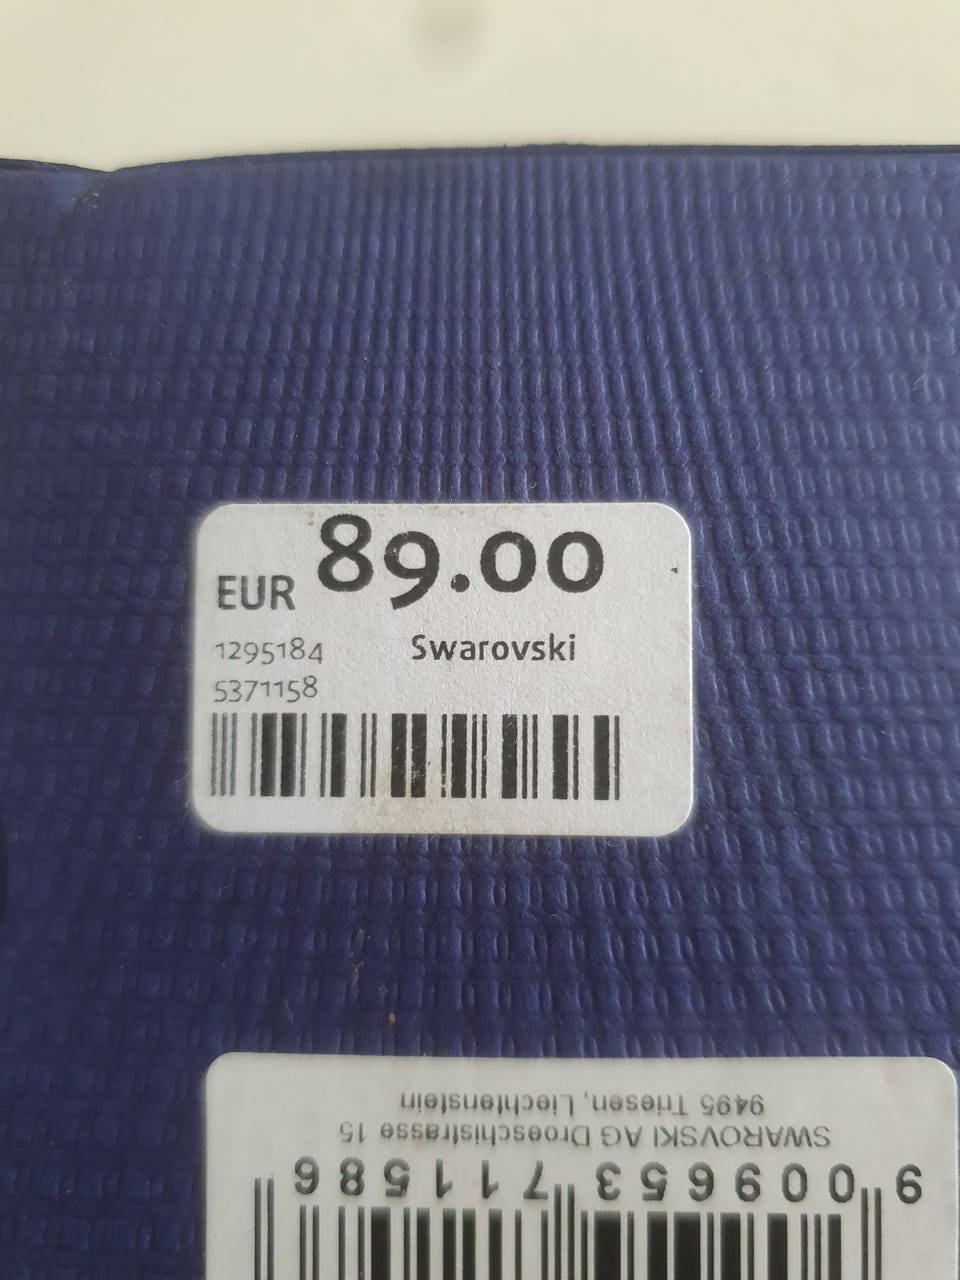 EUR 89.00
1295184 Swarovski
5371158
SWAROVSKI AG Droeschistrasse 15
9495 Triesen, Liechtenstein
9 009653 711586